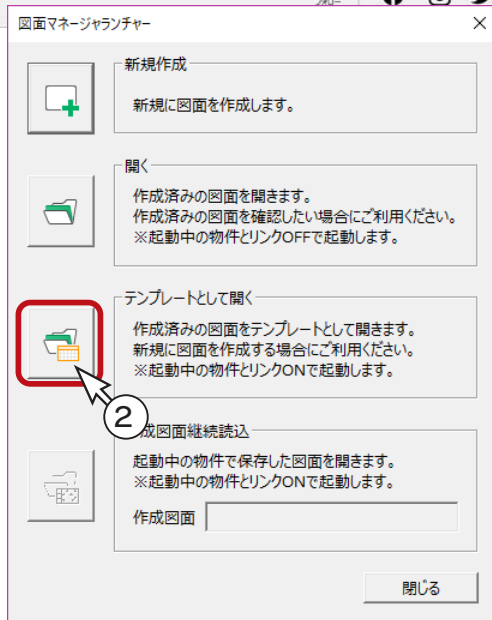 図面マネージャランチャー
新規作成
新規に図面を作成します。
開く
作成済みの図面を開きます。
作成済みの図面を確認したい場合にご利用ください。
※起動中の物件とリンクOFFで起動します。
テンプレートとして開く
作成済みの図面をテンプレートとして開きます。
新規に図面を作成する場合にご利用ください。
※起動中の物件とリンクONで起動します。
②
成図面継続読込
起動中の物件で保存した図面を開きます。
※起動中の物件とリンクONで起動します。
作成図面
閉じる